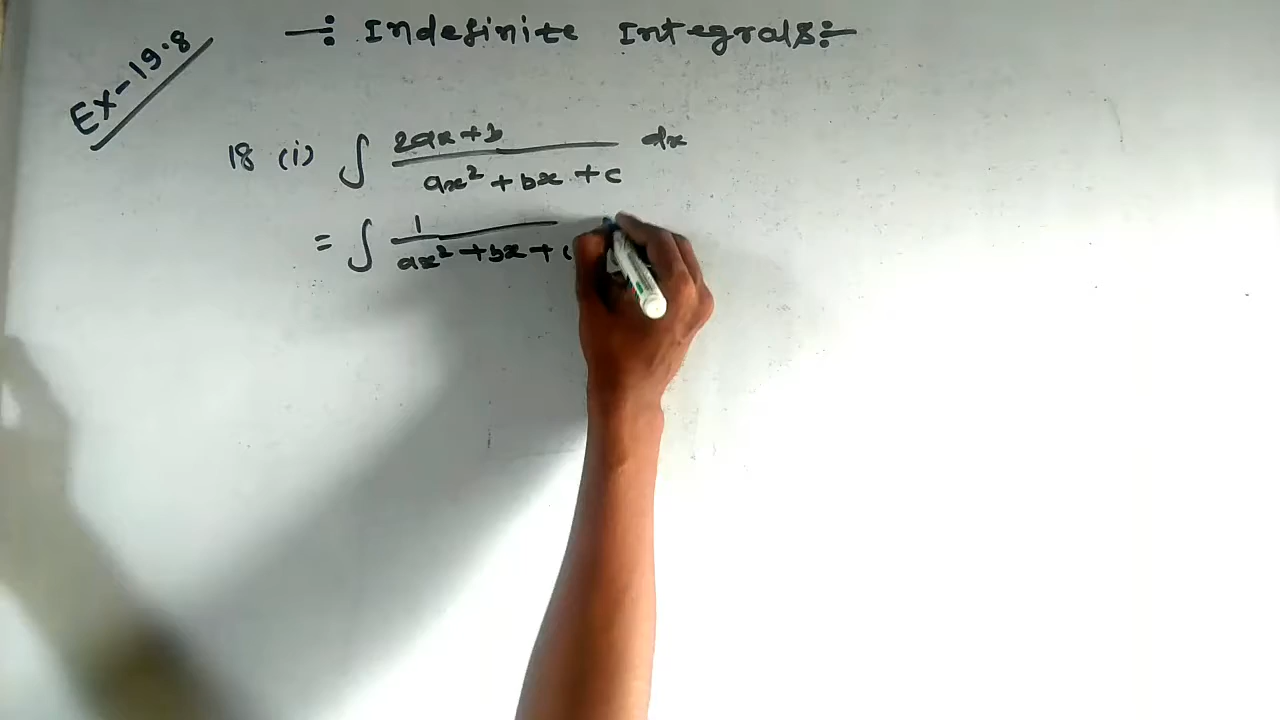 -: Indefinite Integrals:-
Ex-19.8
18 (i) ∫ 2ax+b / ax² + bx + c dx
= ∫ 1 / ax² + bx +